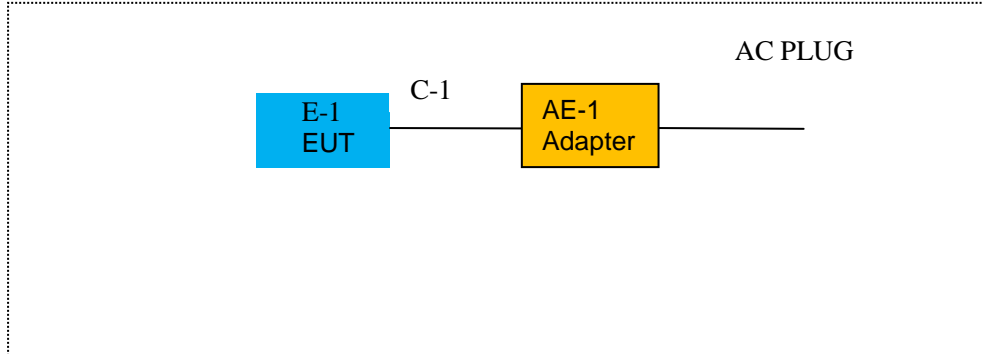 AC PLUG
C-1
E-1
EUT
AE-1
Adapter